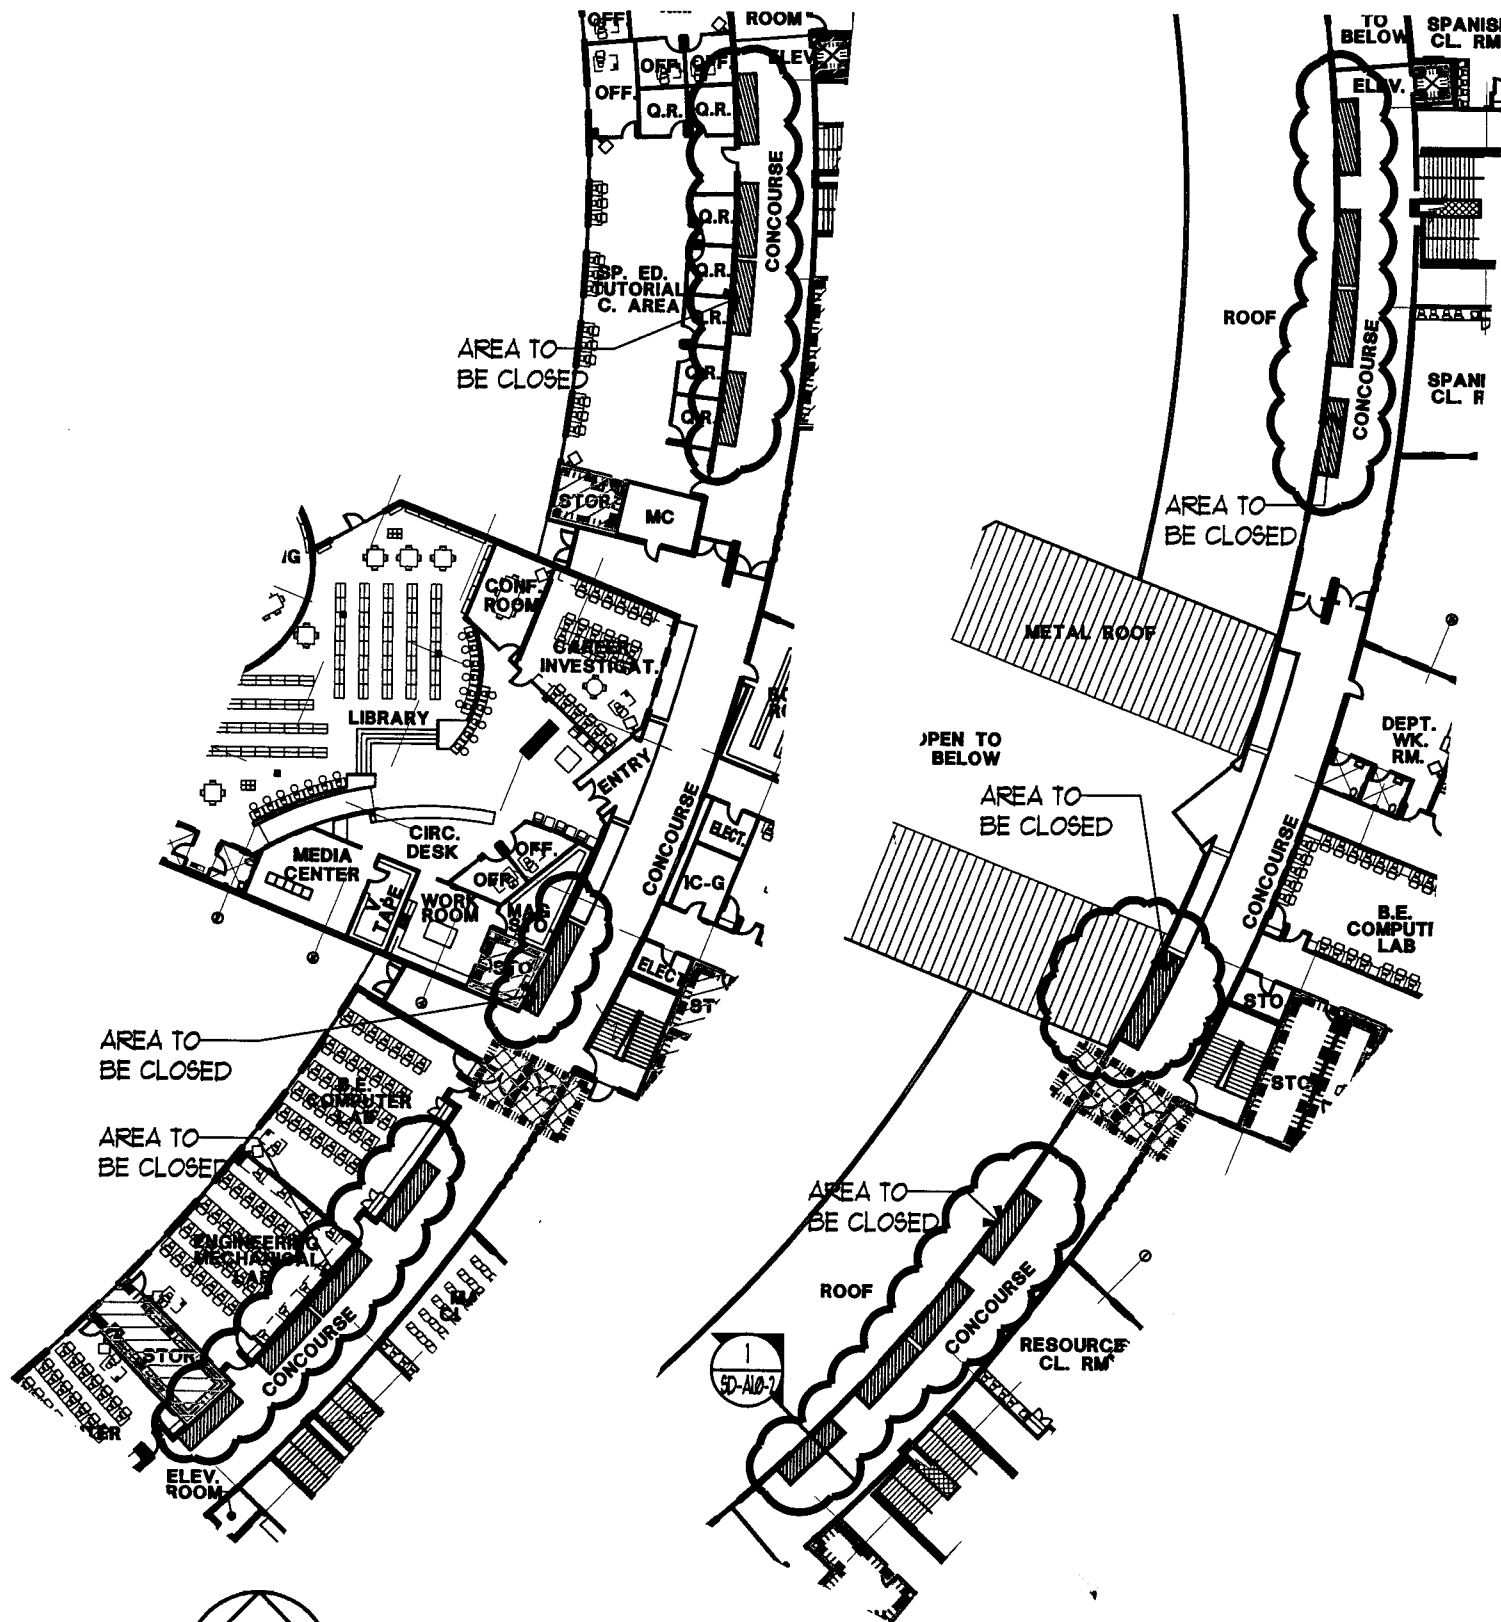 OFF.
ROOM
OFF.
OFF.
ELEV.
OFF.
Q.R.
Q.R.
CONCOURSE
Q.R.
Q.R.
SP. ED.
TUTORIAL
C. AREA
Q.R.
AREA TO
BE CLOSED
Q.R.
Q.R.
STOR.
MC
CONF.
ROOM
CAREER
INVESTIGAT.
LIBRARY
ENTRY
CONCOURSE
CIRC.
DESK
MEDIA
CENTER
OFF.
OFF.
ELECT.
IC-G
V.
TAPE
WORK
ROOM
MAG.
STO.
STO.
ELECT.
AREA TO
BE CLOSED
B.E.
COMPUTER
LAB
AREA TO
BE CLOSED
ENGINEERING
MECHANICAL
LAB
STOR.
CONCOURSE
ELEV.
ROOM
TO
BELOW
SPANISH
CL. RM
ELEV.
ROOF
CONCOURSE
SPANI
CL. R
AREA TO
BE CLOSED
METAL ROOF
DEPT.
WK.
RM.
OPEN TO
BELOW
AREA TO
BE CLOSED
CONCOURSE
B.E.
COMPUT
LAB
STO
STO
AREA TO
BE CLOSED
ROOF
CONCOURSE
RESOURCE
CL. RM
1
SD-A10-2